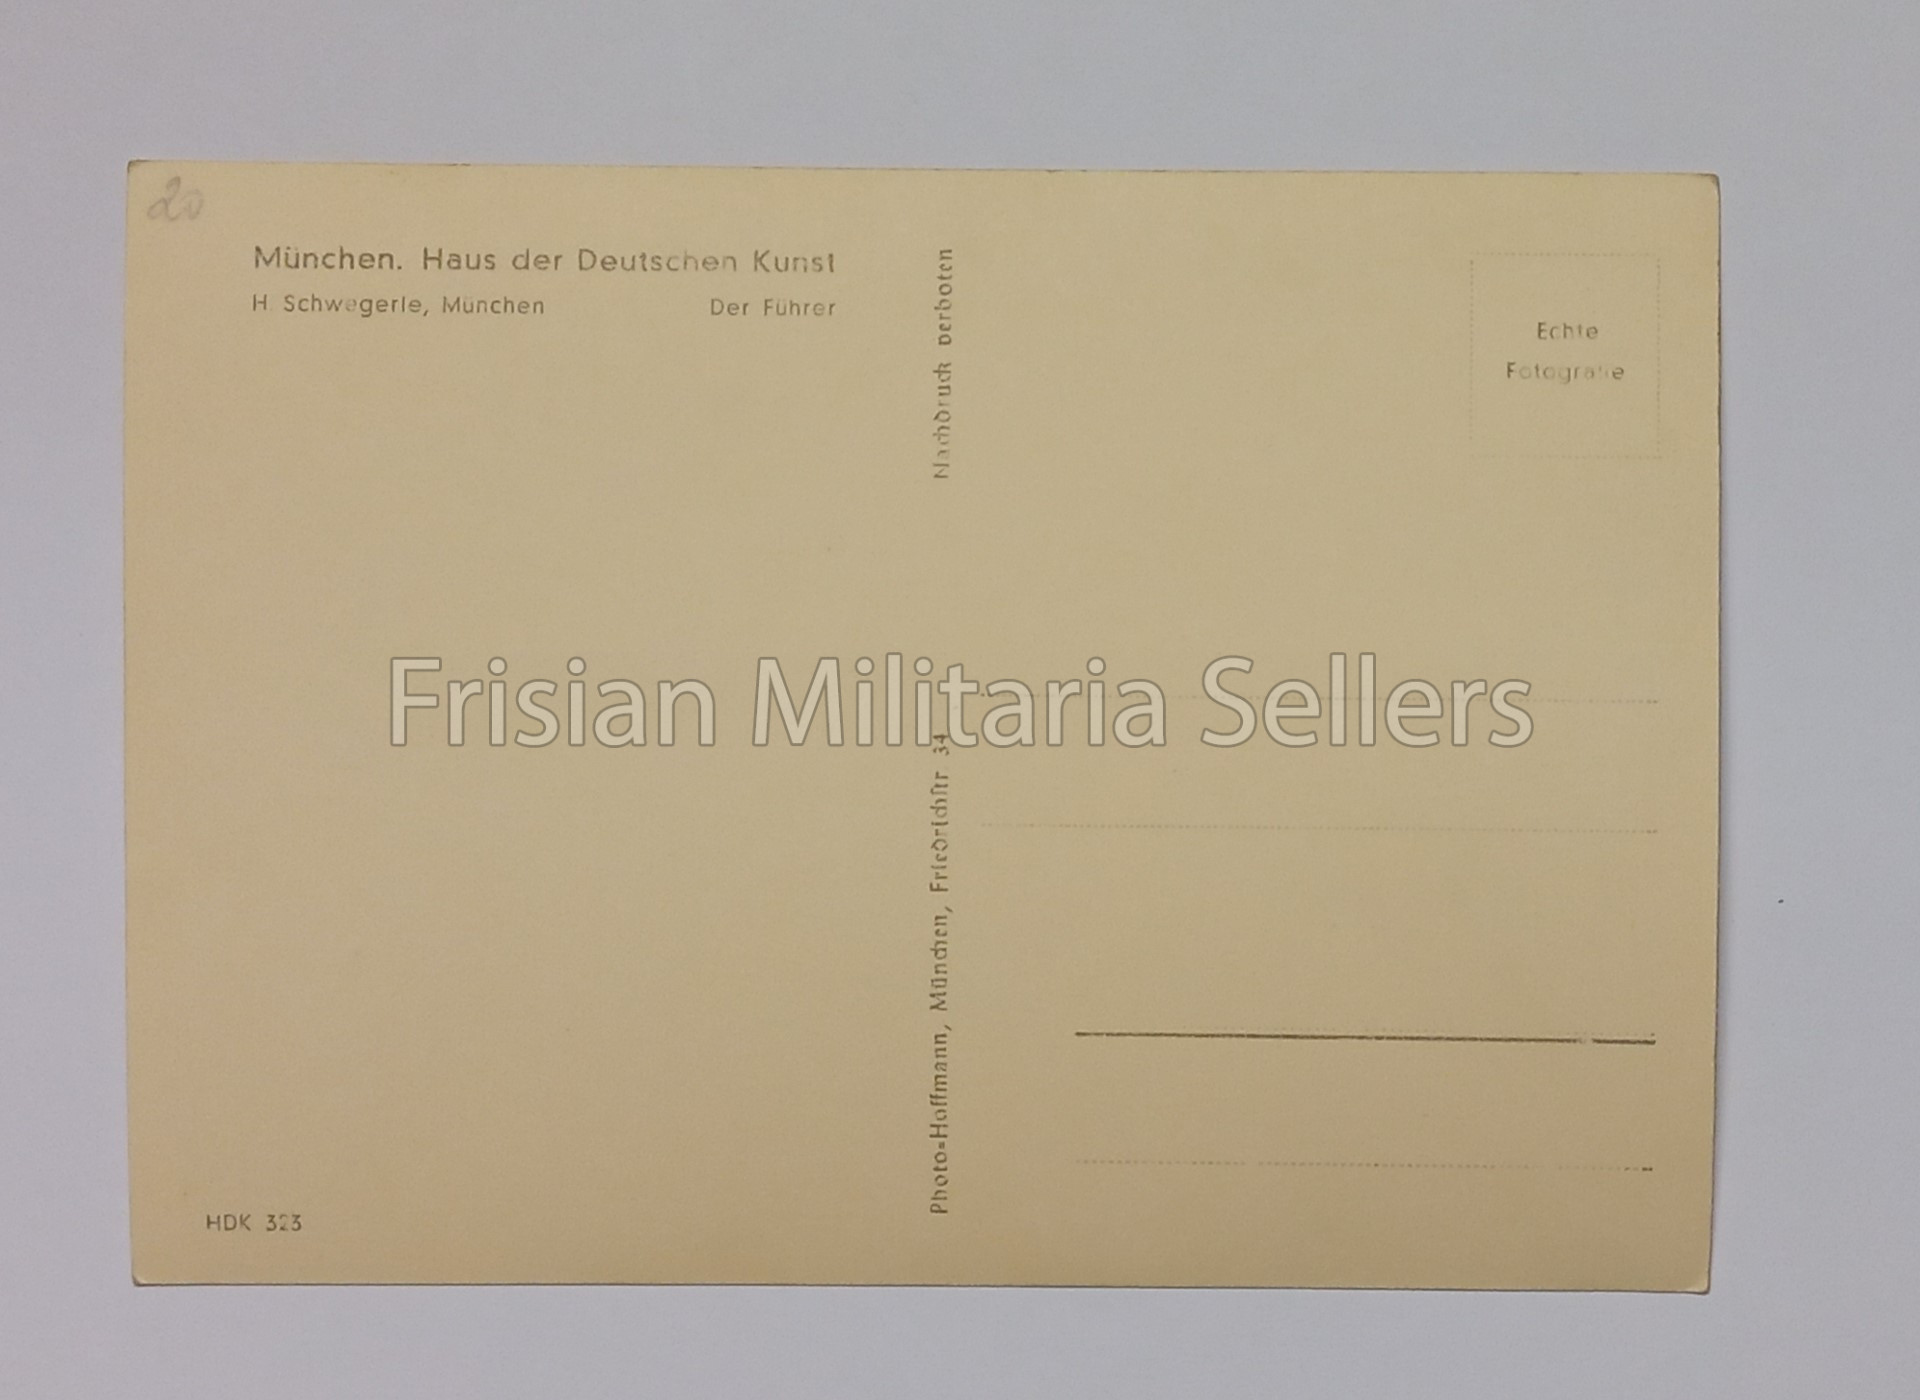 20
München. Haus der Deutschen Kunst
H. Schwegerle, München Der Führer
Nachdruck verboten
Echte
Fotografie
Frisian Militaria Sellers
Photo=Hoffmann, München, Friedrichstr 34
HDK 323